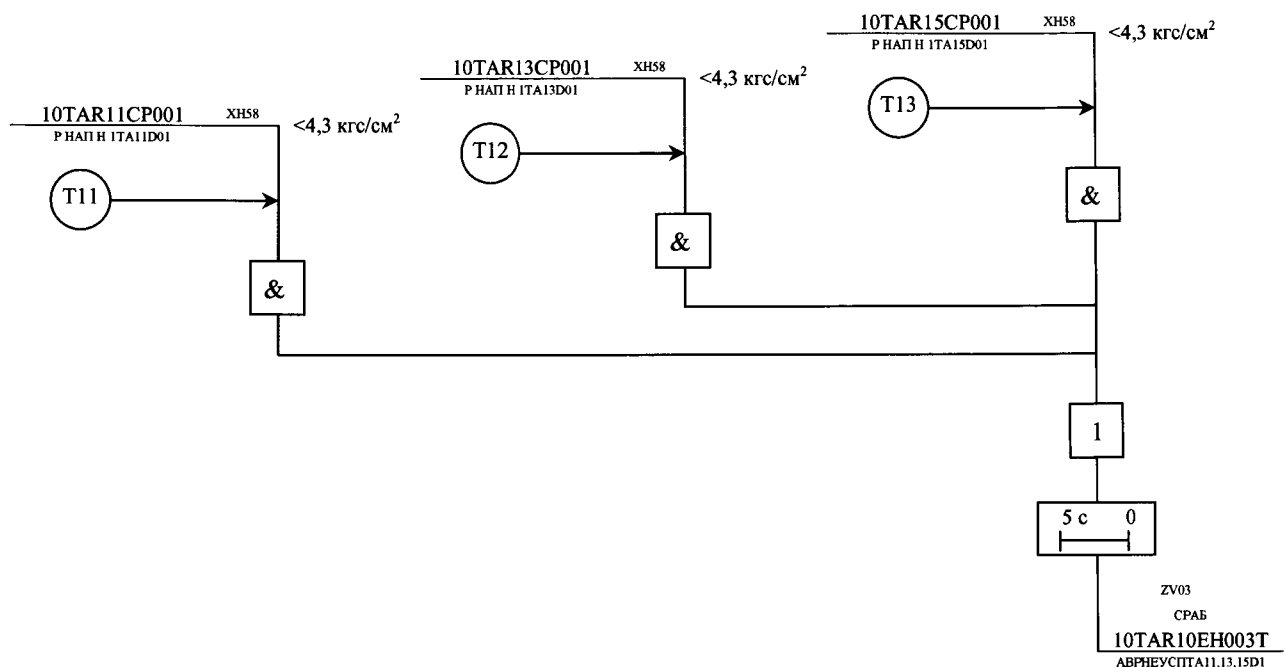 10TAR15CP001 XH58 <4,3 кгс/см²
Р НАП Н 1TA15D01
10TAR13CP001 XH58 <4,3 кгс/см²
Р НАП Н 1TA13D01
T13
10TAR11CP001 XH58 <4,3 кгс/см²
Р НАП Н 1TA11D01
T12
T11
&
&
&
1
5 с 0
ZV03
СРАБ
10TAR10EH003T
АВРНЕУСПТА11,13,15D1